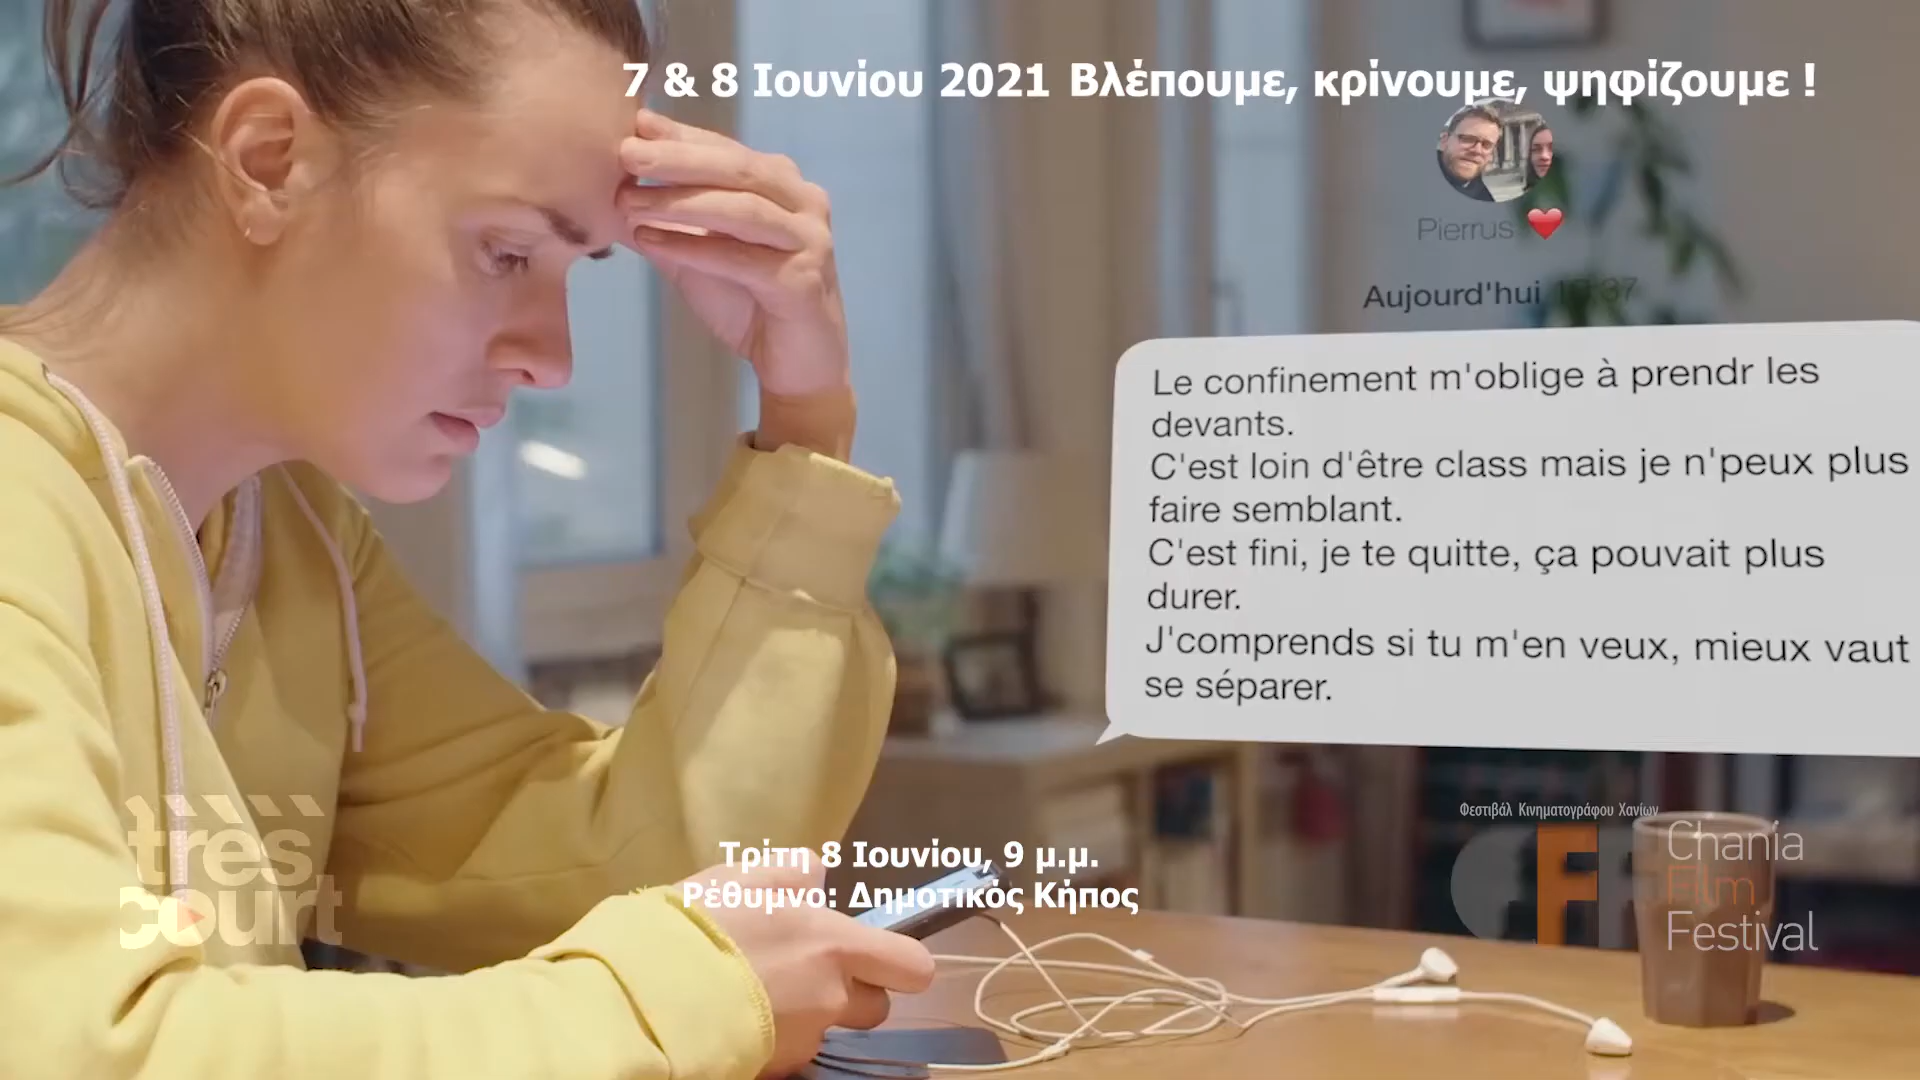 7 & 8 Ιουνίου 2021 Βλέπουμε, κρίνουμε, ψηφίζουμε !
Pierrus ❤️
Aujourd'hui
Le confinement m'oblige à prendr les
devants.
C'est loin d'être class mais je n'peux plus
faire semblant.
C'est fini, je te quitte, ça pouvait plus
durer.
J'comprends si tu m'en veux, mieux vaut
se séparer.
Τρίτη 8 Ιουνίου, 9 μ.μ.
Ρέθυμνο: Δημοτικός Κήπος
très
court
Φεστιβάλ Κινηματογράφου Χανίων
CFF
Chania
Film
Festival